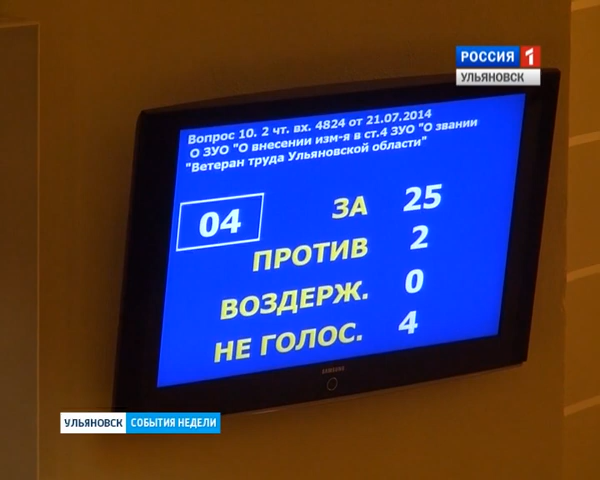 РОССИЯ 1
УЛЬЯНОВСК
Вопрос 10. 2 чт. вх. 4824 от 21.07.2014
О ЗУО "О внесении изм-я в ст.4 ЗУО "О звании
"Ветеран труда Ульяновской области"
04 ЗА 25
ПРОТИВ 2
ВОЗДЕРЖ. 0
НЕ ГОЛОС. 4
SAMSUNG
УЛЬЯНОВСК СОБЫТИЯ НЕДЕЛИ